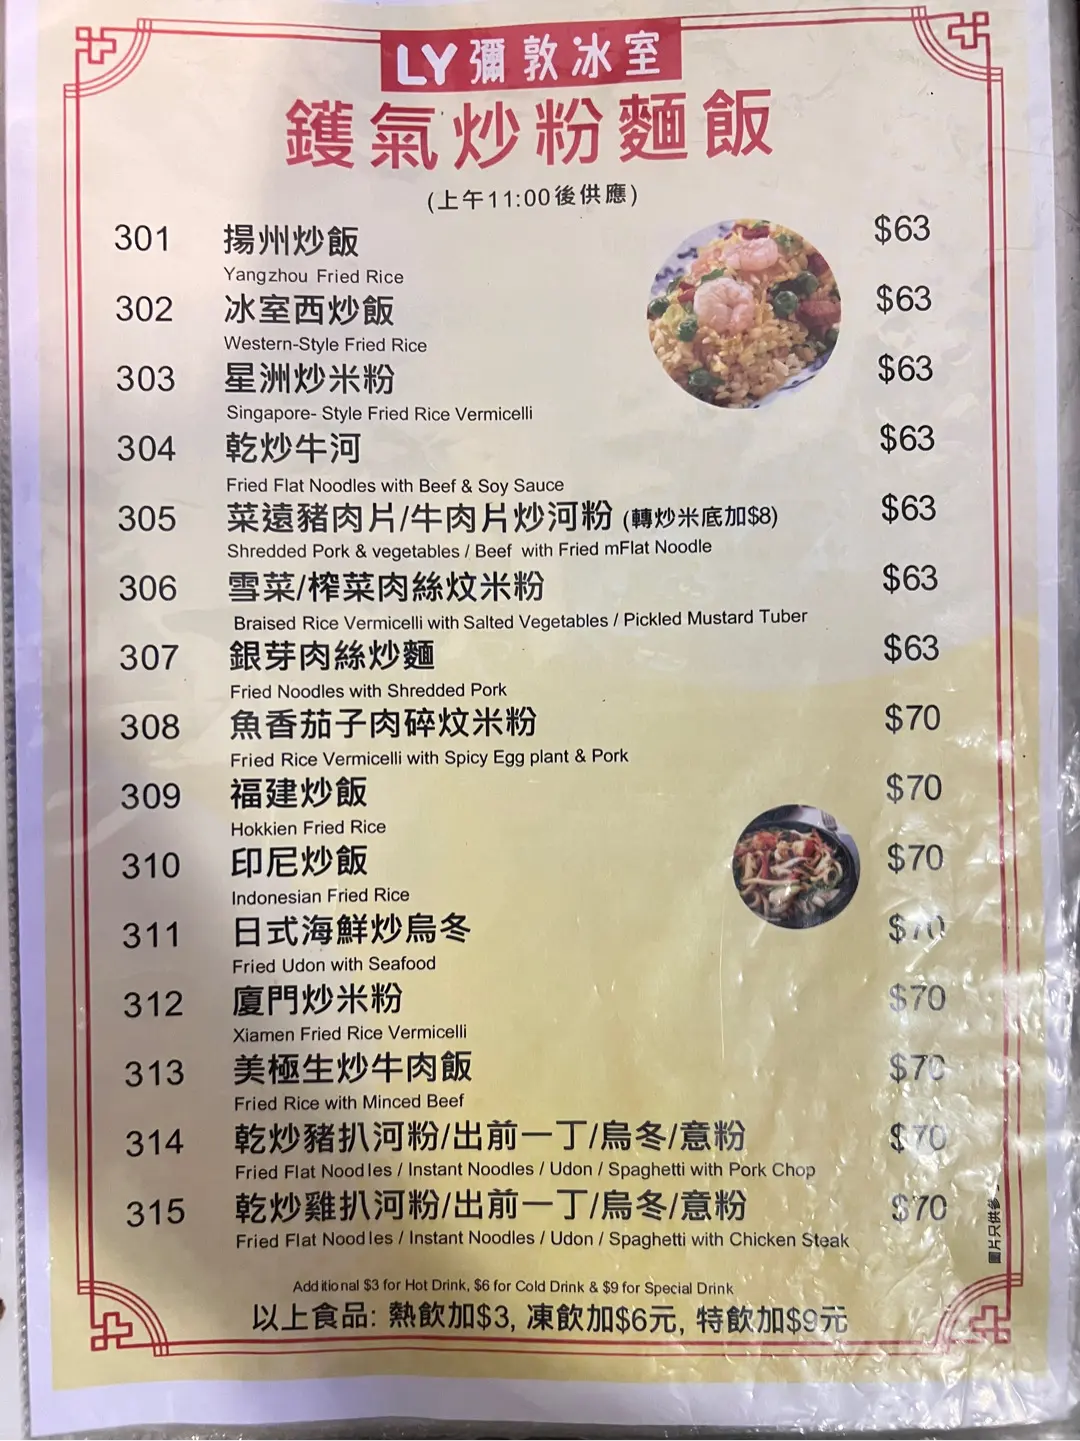 LY 彌敦冰室
鑊氣炒粉麵飯
(上午11:00後供應)
301 揚州炒飯 $63
Yangzhou Fried Rice
302 冰室西炒飯 $63
Western-Style Fried Rice
303 星洲炒米粉 $63
Singapore- Style Fried Rice Vermicelli
304 乾炒牛河 $63
Fried Flat Noodles with Beef & Soy Sauce
305 菜遠豬肉片/牛肉片炒河粉 (轉炒米底加$8) $63
Shredded Pork & vegetables / Beef with Fried mFlat Noodle
306 雪菜/榨菜肉絲炆米粉 $63
Braised Rice Vermicelli with Salted Vegetables / Pickled Mustard Tuber
307 銀芽肉絲炒麵 $63
Fried Noodles with Shredded Pork
308 魚香茄子肉碎炆米粉 $70
Fried Rice Vermicelli with Spicy Egg plant & Pork
309 福建炒飯 $70
Hokkien Fried Rice
310 印尼炒飯 $70
Indonesian Fried Rice
311 日式海鮮炒烏冬 $70
Fried Udon with Seafood
312 廈門炒米粉 $70
Xiamen Fried Rice Vermicelli
313 美極生炒牛肉飯 $70
Fried Rice with Minced Beef
314 乾炒豬扒河粉/出前一丁/烏冬/意粉 $70
Fried Flat Noodles / Instant Noodles / Udon / Spaghetti with Pork Chop
315 乾炒雞扒河粉/出前一丁/烏冬/意粉 $70
Fried Flat Noodles / Instant Noodles / Udon / Spaghetti with Chicken Steak
圖片只供參
Additional $3 for Hot Drink, $6 for Cold Drink & $9 for Special Drink
以上食品: 熱飲加$3, 凍飲加$6元, 特飲加$9元